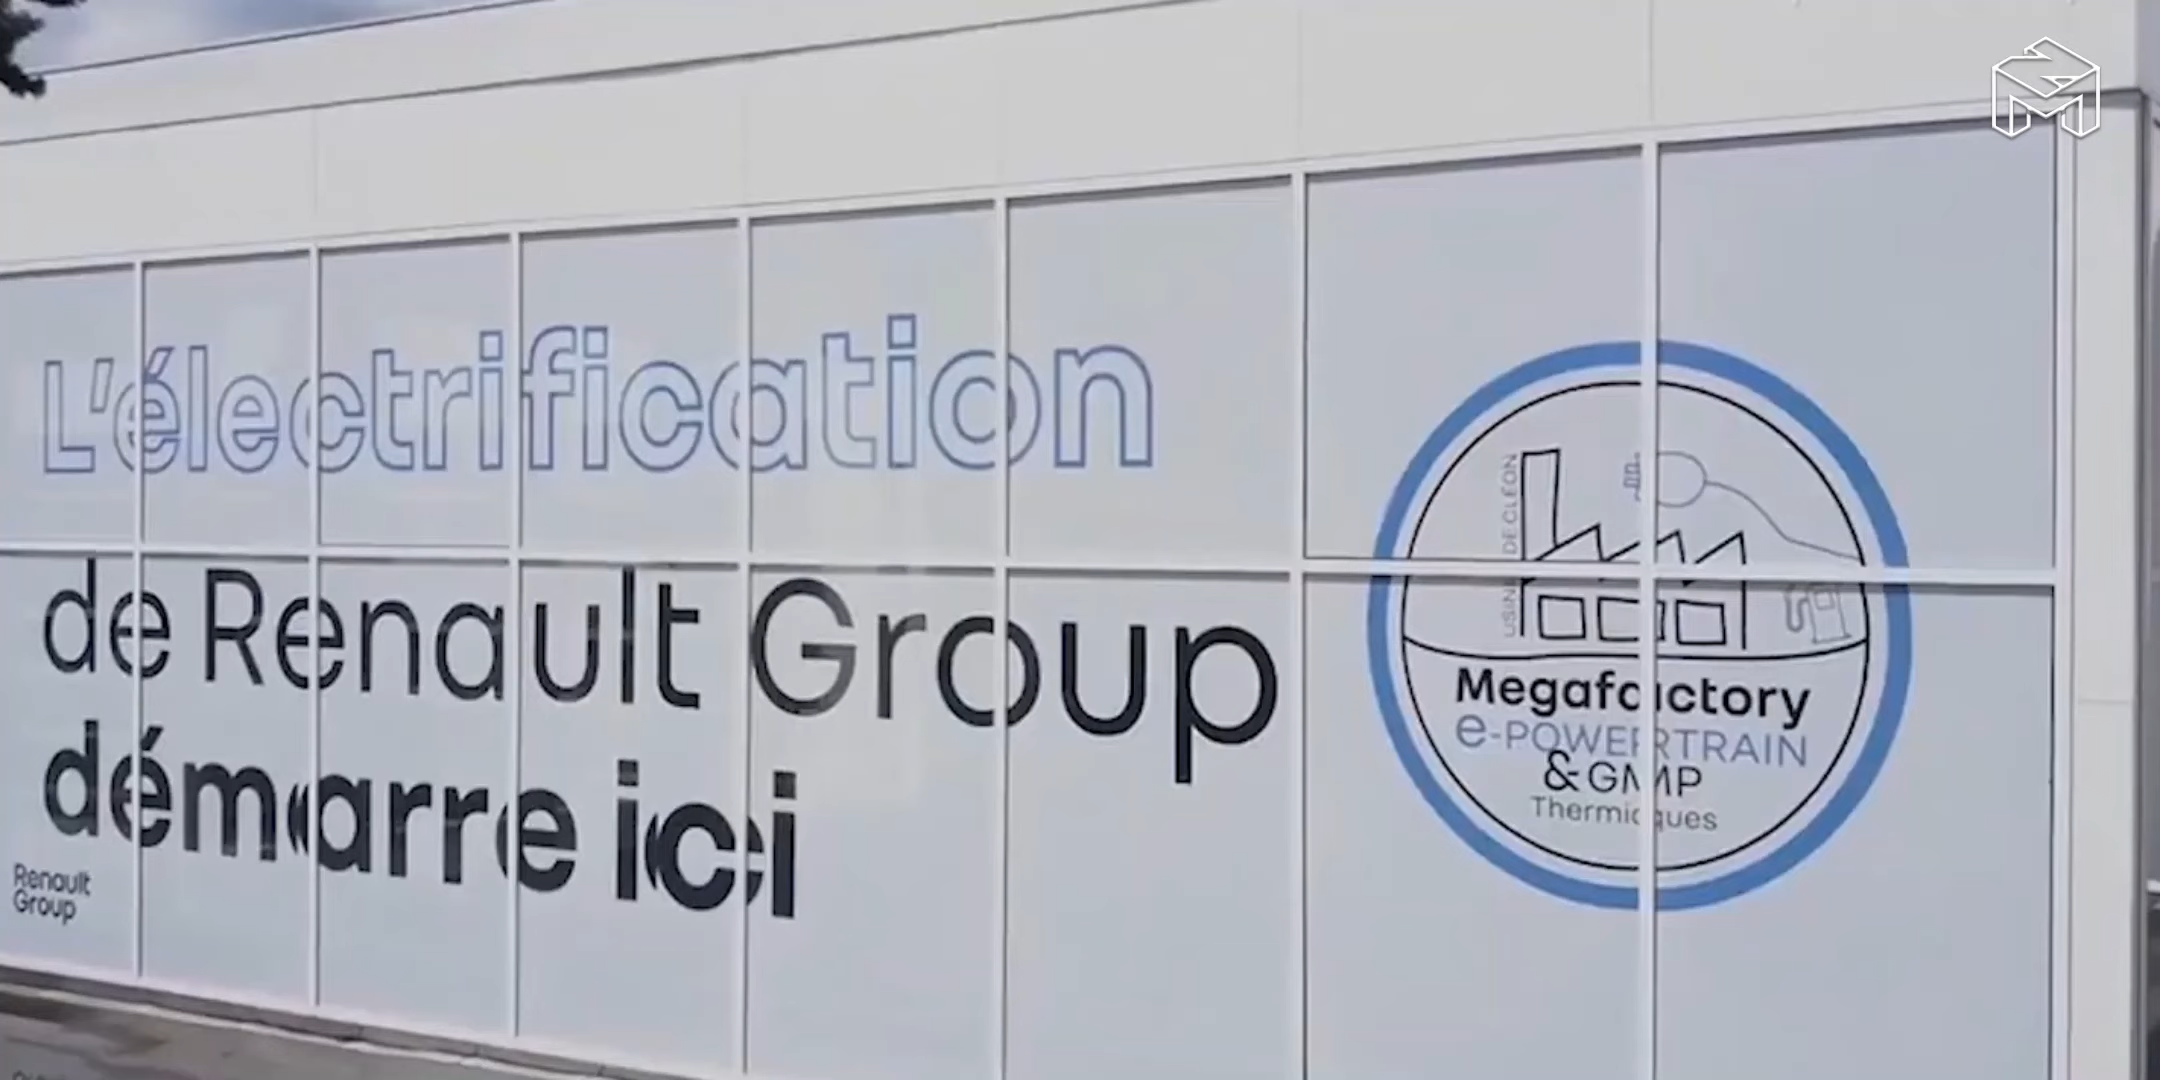 L'électrification
de Renault Group
démarre ici
Renault
Group
USINE DE CLÉON
Megafactory
e-POWERTRAIN
& GMP
Thermiques